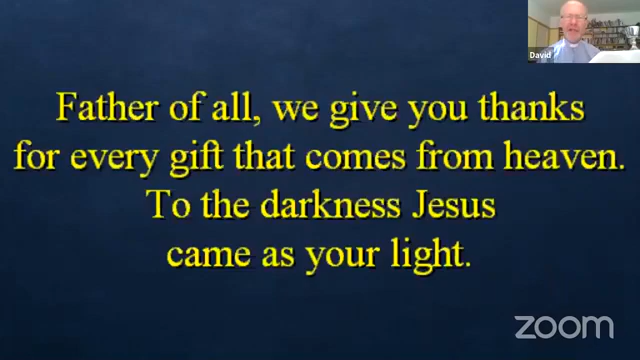 David
Father of all, we give you thanks
for every gift that comes from heaven.
To the darkness Jesus
came as your light.
zoom